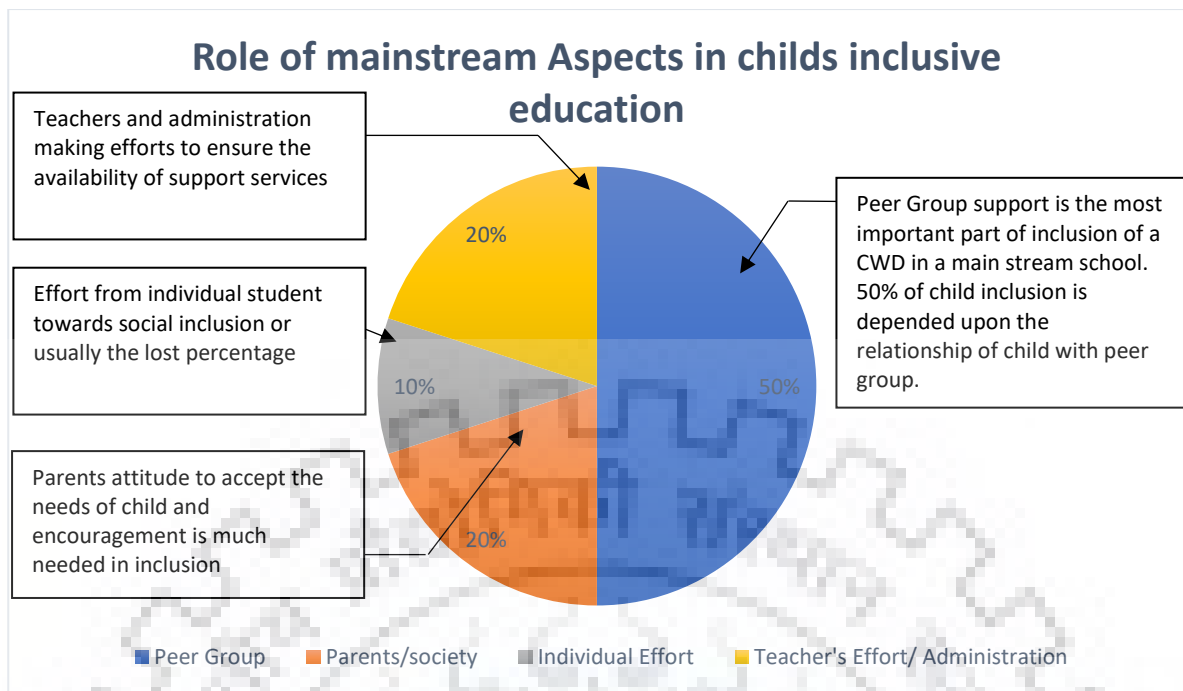 Role of mainstream Aspects in childs inclusive
education
Teachers and administration
making efforts to ensure the
availability of support services
Effort from individual student
towards social inclusion or
usually the lost percentage
Parents attitude to accept the
needs of child and
encouragement is much
needed in inclusion
20%
10%
20%
50%
Peer Group support is the most
important part of inclusion of a
CWD in a main stream school.
50% of child inclusion is
depended upon the
relationship of child with peer
group.
Peer Group Parents/society Individual Effort Teacher's Effort/ Administration